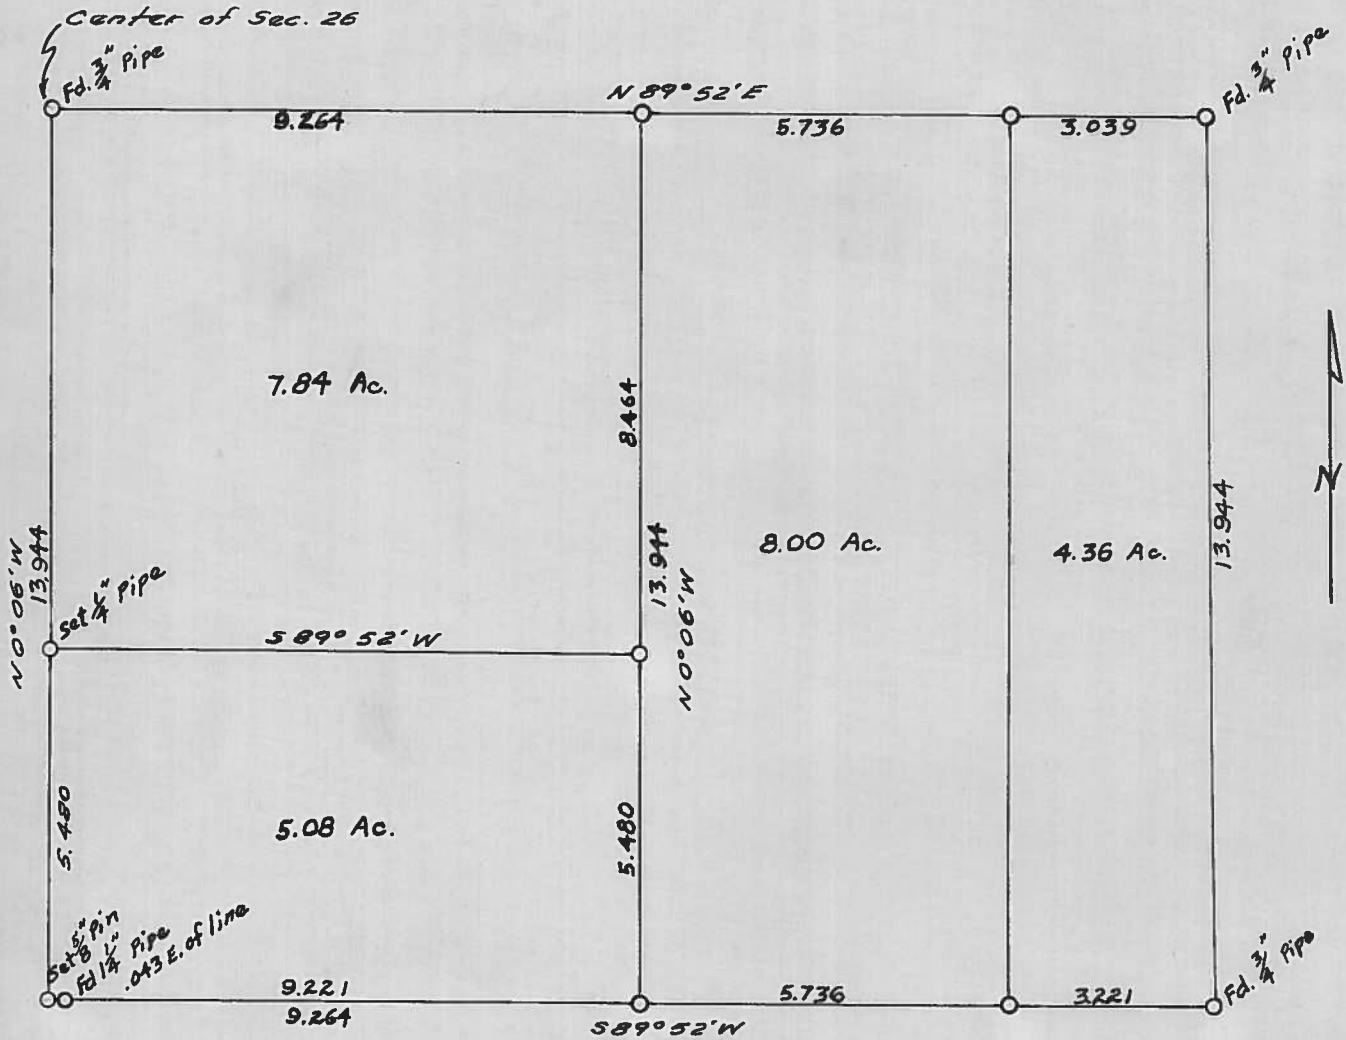 Center of Sec. 26
Fd. 3/4" Pipe
N 89° 52' E
Fd. 3/4" Pipe
9.264
5.736
3.039
7.84 Ac.
8.464
13.944
N 0° 06' W
8.00 Ac.
4.36 Ac.
13.944
N
N 0° 06' W
13.944
Set 1/4" Pipe
S 89° 52' W
5.480
5.08 Ac.
5.480
Set 5/8" Pin
Fd 1 1/4" Pipe
.043 E. of line
9.221
9.264
5.736
3.221
Fd. 3/4" Pipe
S 89° 52' W